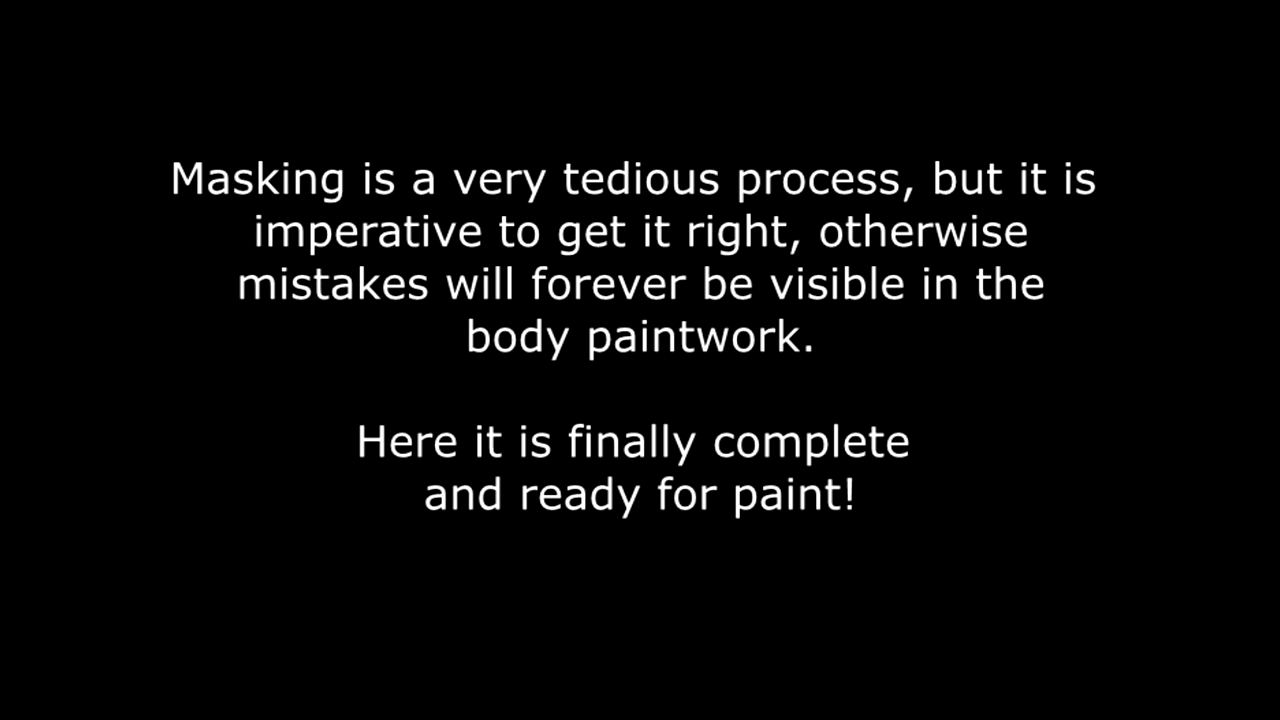 Masking is a very tedious process, but it is
imperative to get it right, otherwise
mistakes will forever be visible in the
body paintwork.
Here it is finally complete
and ready for paint!